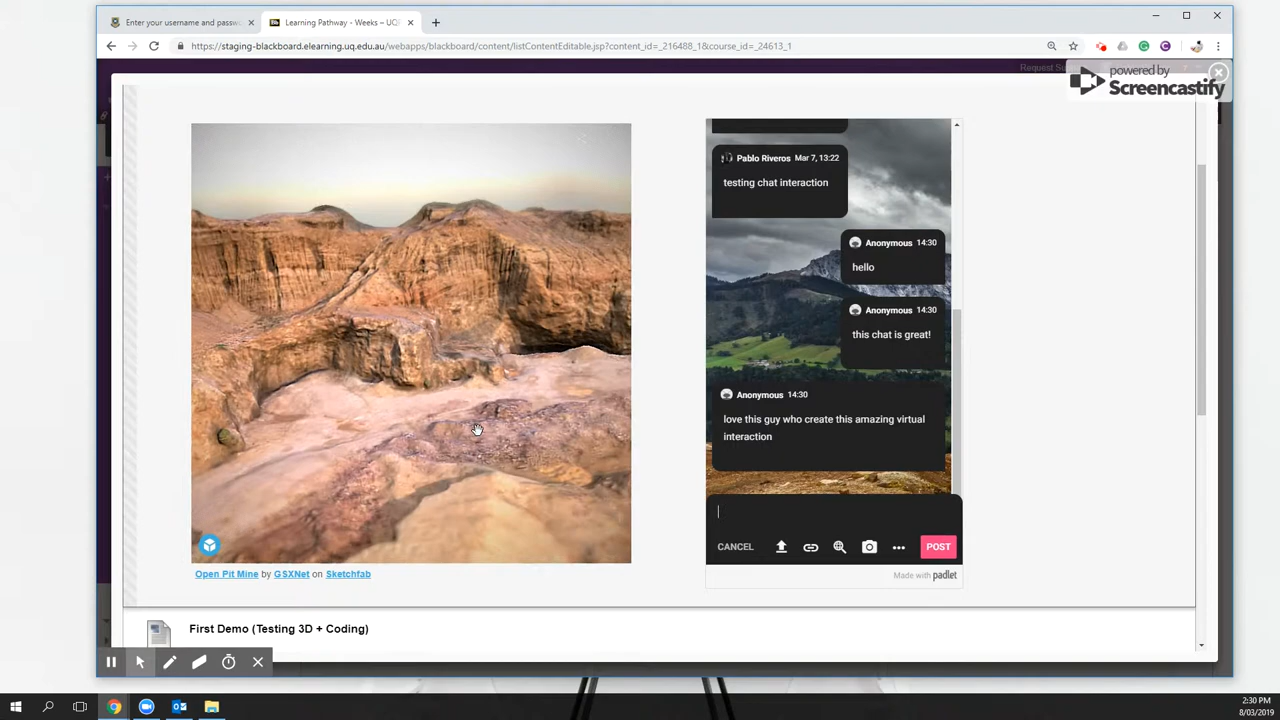 Enter your username and passw
Learning Pathway - Weeks – UQF
https://staging-blackboard.elearning.uq.edu.au/webapps/blackboard/content/listContentEditable.jsp?content_id=_216488_1&course_id=_24613_1
powered by
Screencastify
Pablo Riveros Mar 7, 13:22
testing chat interaction
Anonymous 14:30
hello
Anonymous 14:30
this chat is great!
Anonymous 14:30
love this guy who create this amazing virtual
interaction
CANCEL
POST
Made with padlet
Open Pit Mine by GSXNet on Sketchfab
First Demo (Testing 3D + Coding)
2:30 PM
8/03/2019